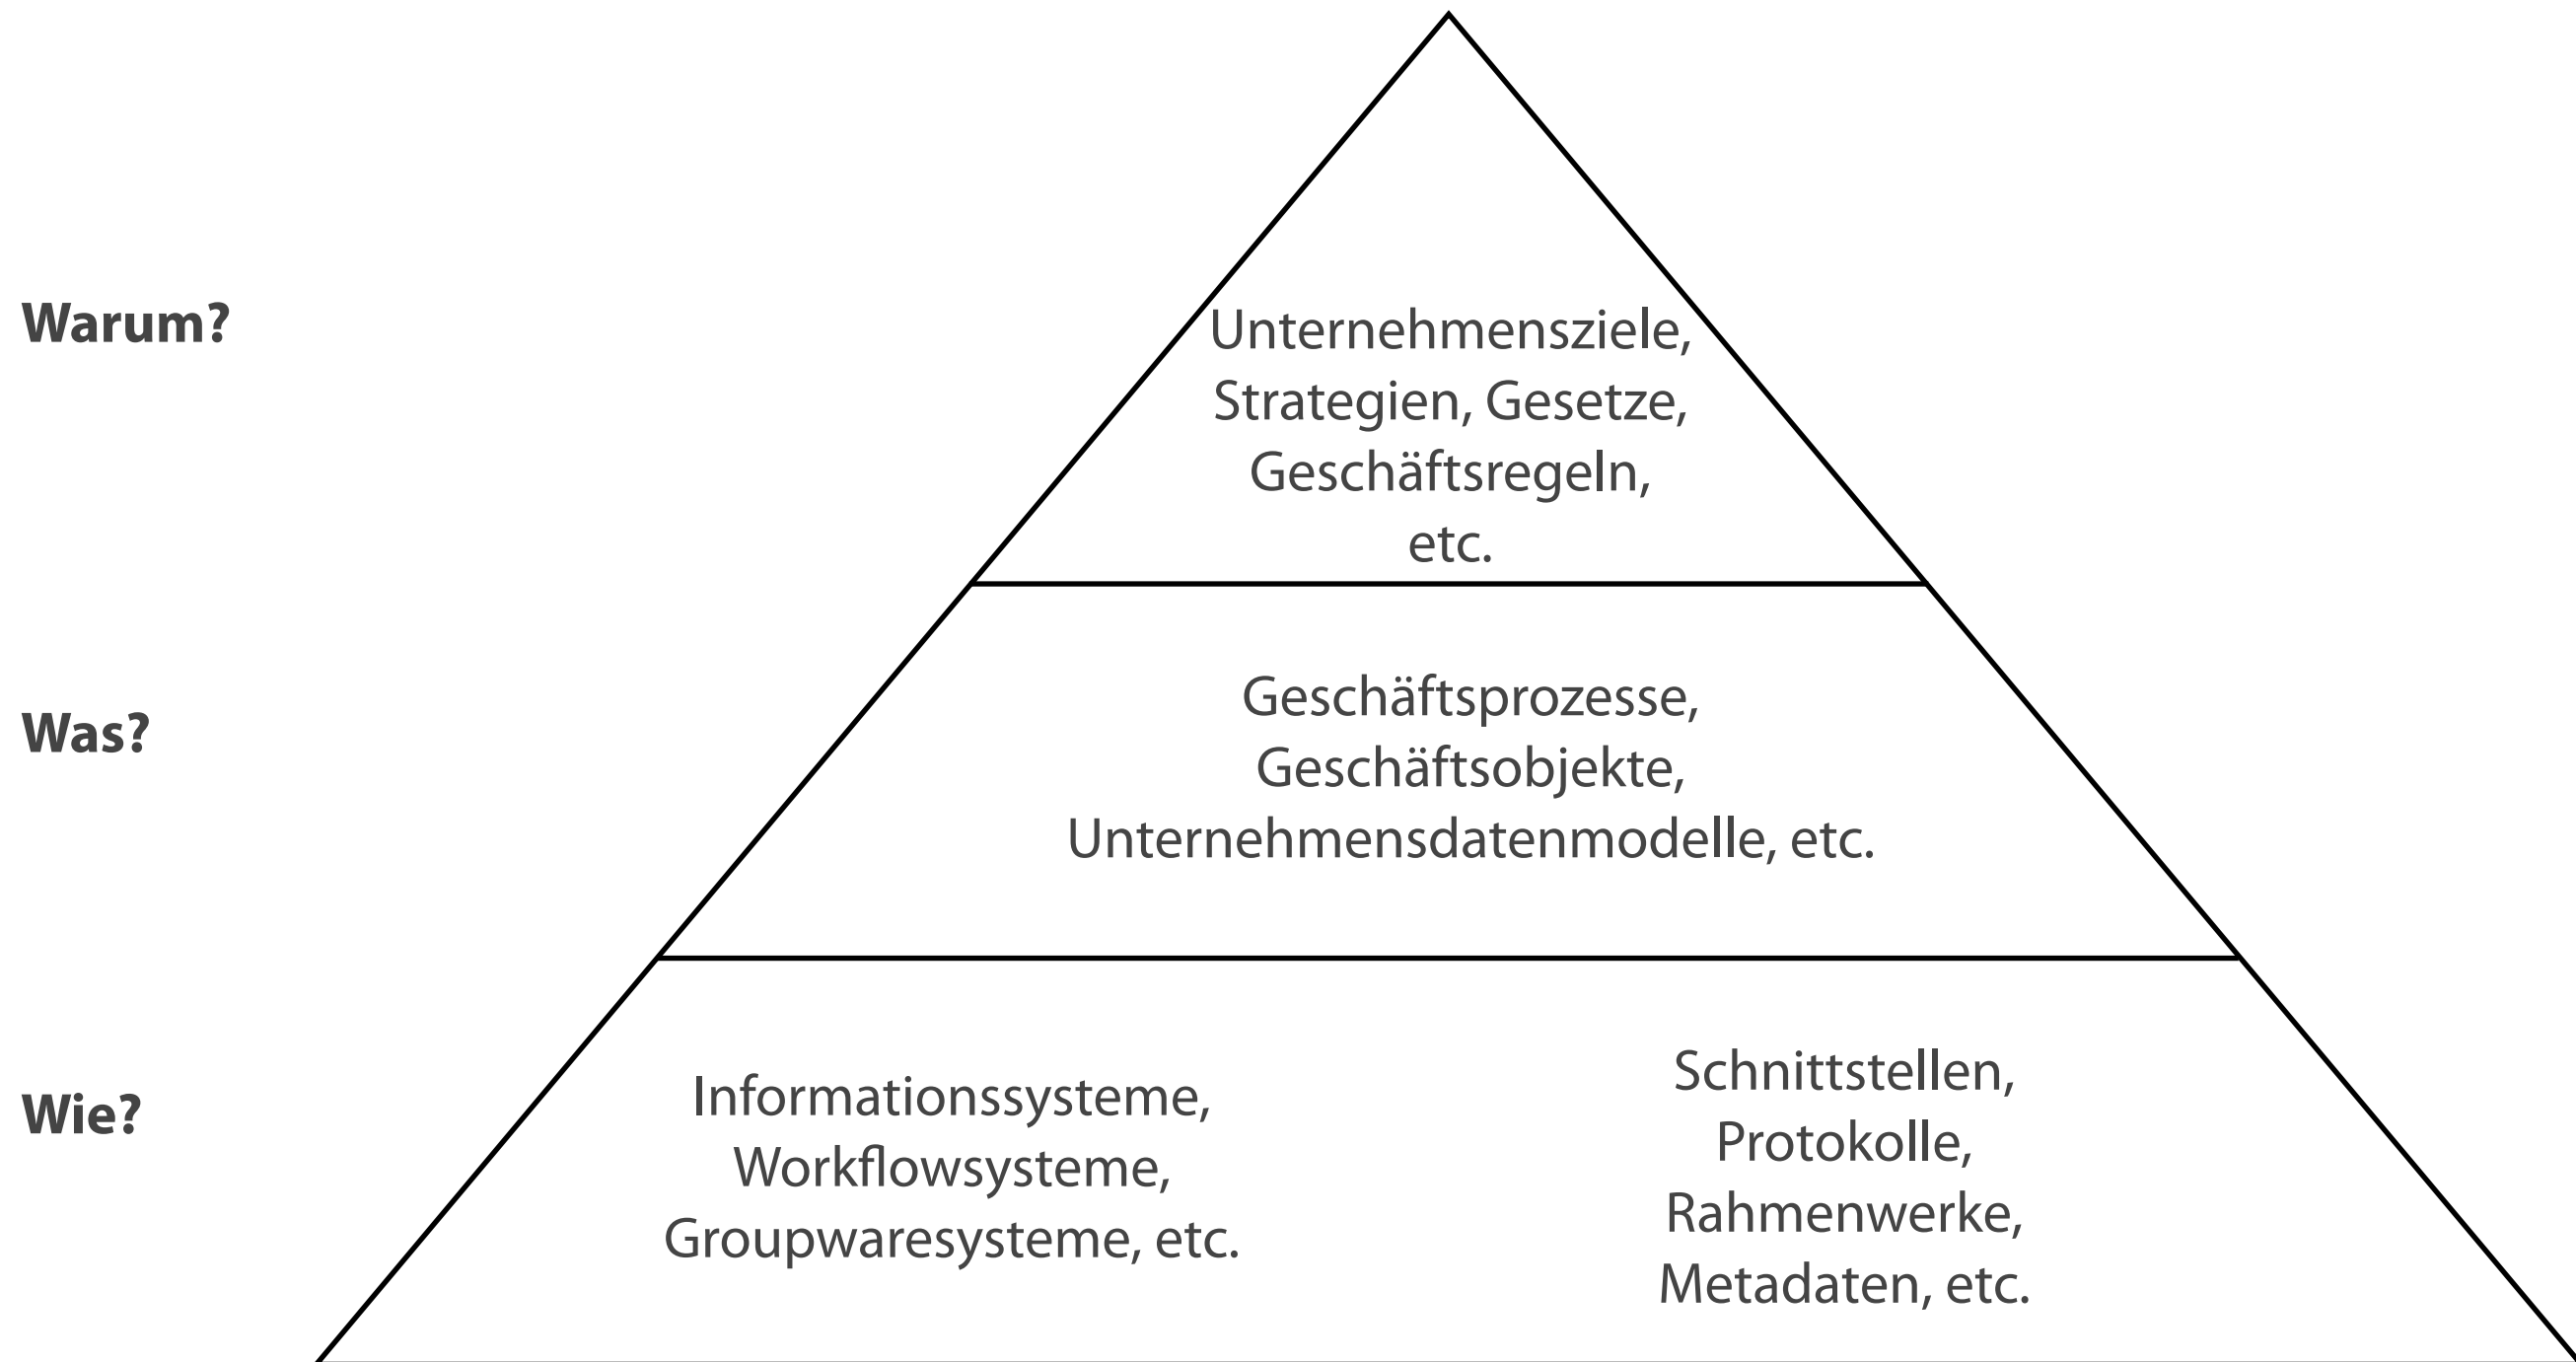 Warum?
Unternehmensziele,
Strategien, Gesetze,
Geschäftsregeln,
etc.
Was?
Geschäftsprozesse,
Geschäftsobjekte,
Unternehmensdatenmodelle, etc.
Wie?
Informationssysteme,
Workflowsysteme,
Groupwaresysteme, etc.
Schnittstellen,
Protokolle,
Rahmenwerke,
Metadaten, etc.